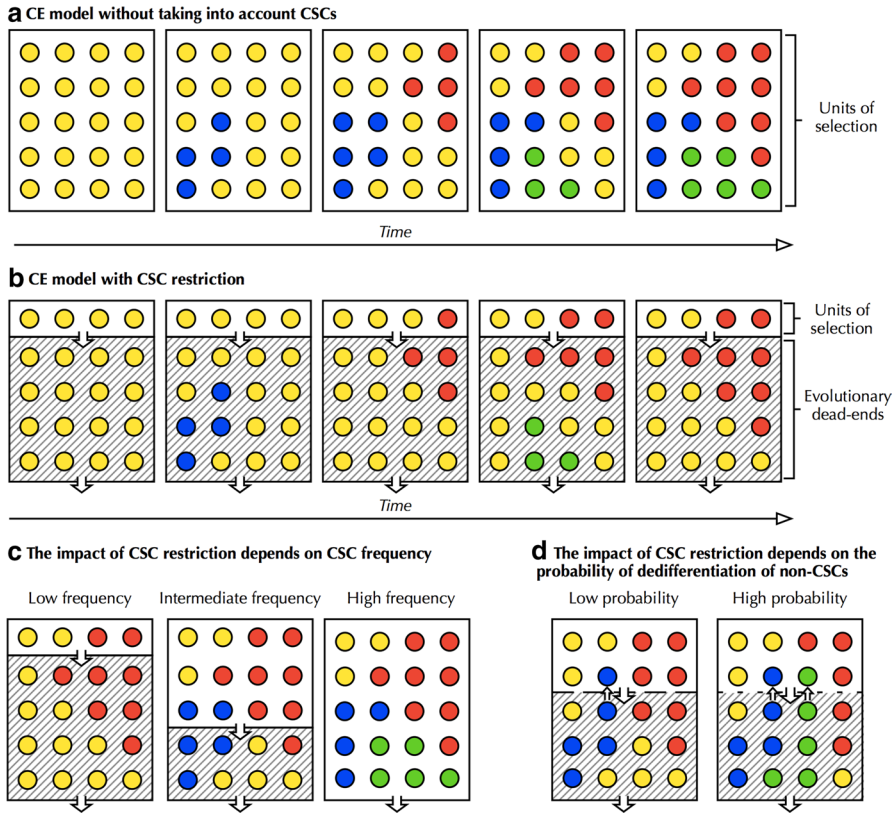 a CE model without taking into account CSCs
Units of
selection
Time
b CE model with CSC restriction
Units of
selection
Evolutionary
dead-ends
Time
c The impact of CSC restriction depends on CSC frequency
Low frequency
Intermediate frequency
High frequency
d The impact of CSC restriction depends on the
probability of dedifferentiation of non-CSCs
Low probability
High probability